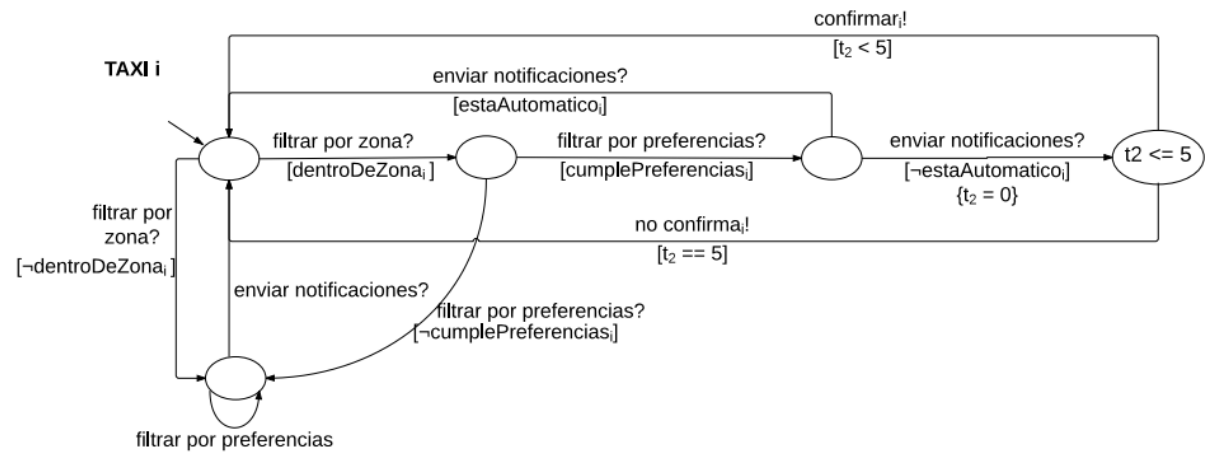 confirmarᵢ!
[t₂ < 5]
TAXI i
enviar notificaciones?
[estaAutomaticoᵢ]
filtrar por zona?
[dentroDeZonaᵢ ]
filtrar por preferencias?
[cumplePreferenciasᵢ]
enviar notificaciones?
[¬estaAutomaticoᵢ]
{t₂ = 0}
t2 <= 5
filtrar por
zona?
[¬dentroDeZonaᵢ ]
no confirmaᵢ!
[t₂ == 5]
enviar notificaciones?
filtrar por preferencias?
[¬cumplePreferenciasᵢ]
filtrar por preferencias